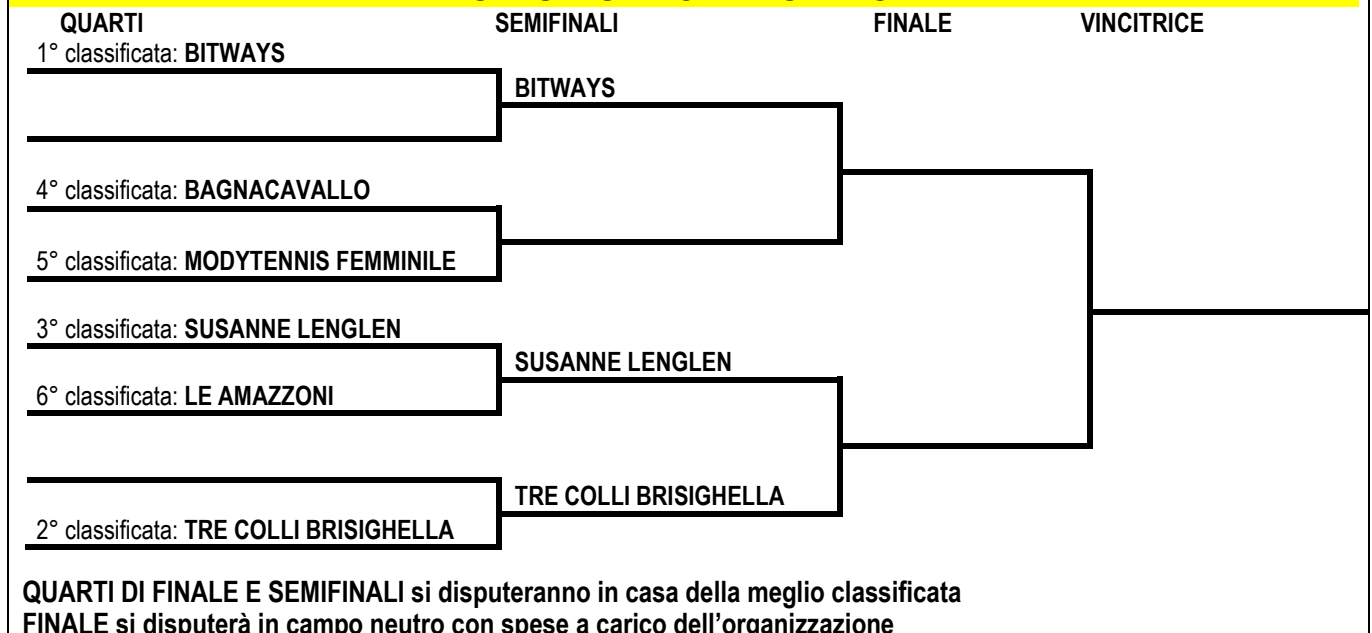 QUARTI SEMIFINALI FINALE VINCITRICE
1° classificata: BITWAYS
BITWAYS
4° classificata: BAGNACAVALLO
5° classificata: MODYTENNIS FEMMINILE
3° classificata: SUSANNE LENGLEN
SUSANNE LENGLEN
6° classificata: LE AMAZZONI
TRE COLLI BRISIGHELLA
2° classificata: TRE COLLI BRISIGHELLA
QUARTI DI FINALE E SEMIFINALI si disputeranno in casa della meglio classificata
FINALE si disputerà in campo neutro con spese a carico dell'organizzazione